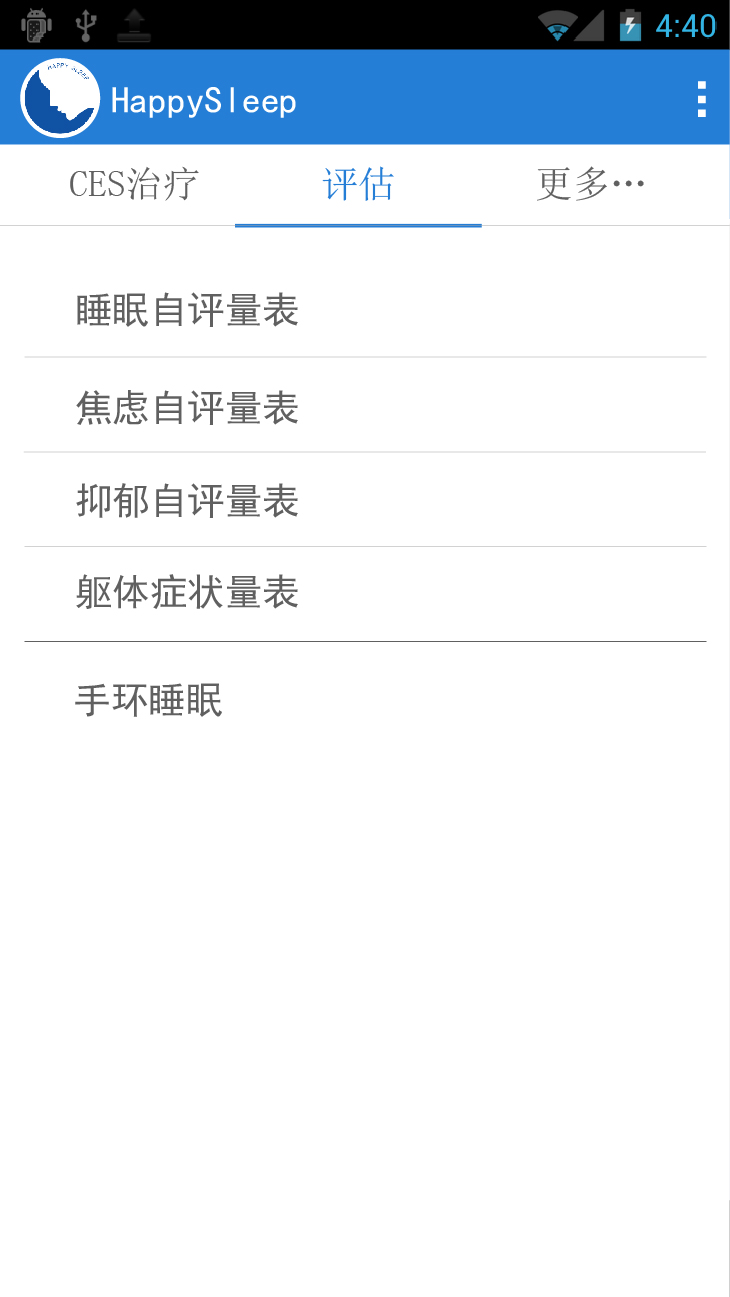 4:40
HAPPY SLEEP
HappySleep
CES治疗 评估 更多…
睡眠自评量表
焦虑自评量表
抑郁自评量表
躯体症状量表
手环睡眠